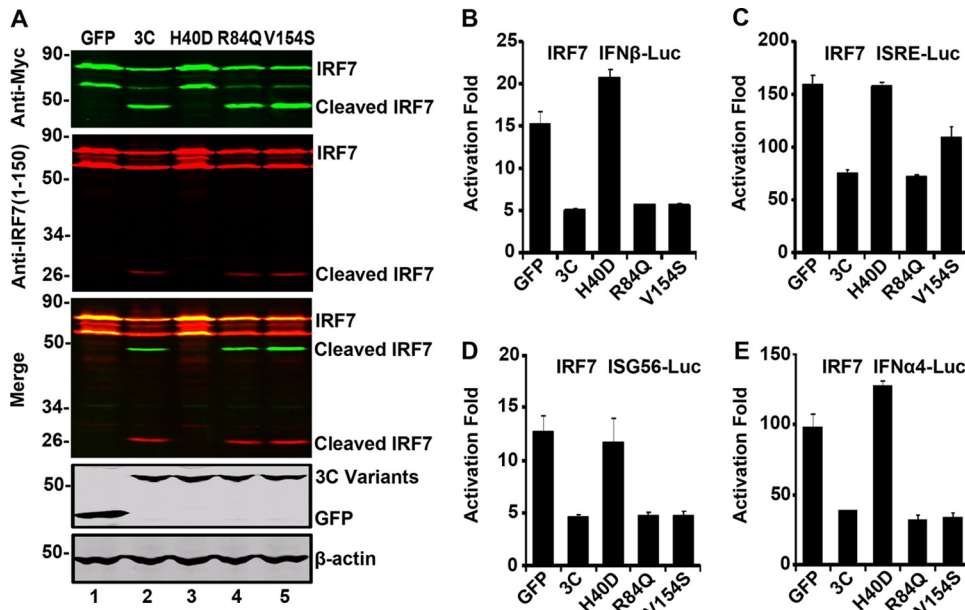 A
GFP 3C H40D R84Q V154S
Anti-Myc
90-
50-
IRF7
Cleaved IRF7
Anti-IRF7(1-150)
90-
50-
34-
26-
IRF7
Cleaved IRF7
Merge
90-
50-
34-
26-
IRF7
Cleaved IRF7
Cleaved IRF7
50-
3C Variants
GFP
50-
β-actin
1 2 3 4 5
B
IRF7 IFNβ-Luc
Activation Fold
25
20
15
10
5
0
GFP 3C H40D R84Q V154S
C
IRF7 ISRE-Luc
Activation Flod
200
150
100
50
0
GFP 3C H40D R84Q V154S
D
IRF7 ISG56-Luc
Activation Fold
20
15
10
5
0
GFP 3C H40D R84Q V154S
E
IRF7 IFNα4-Luc
Activation Fold
150
100
50
0
GFP 3C H40D R84Q V154S